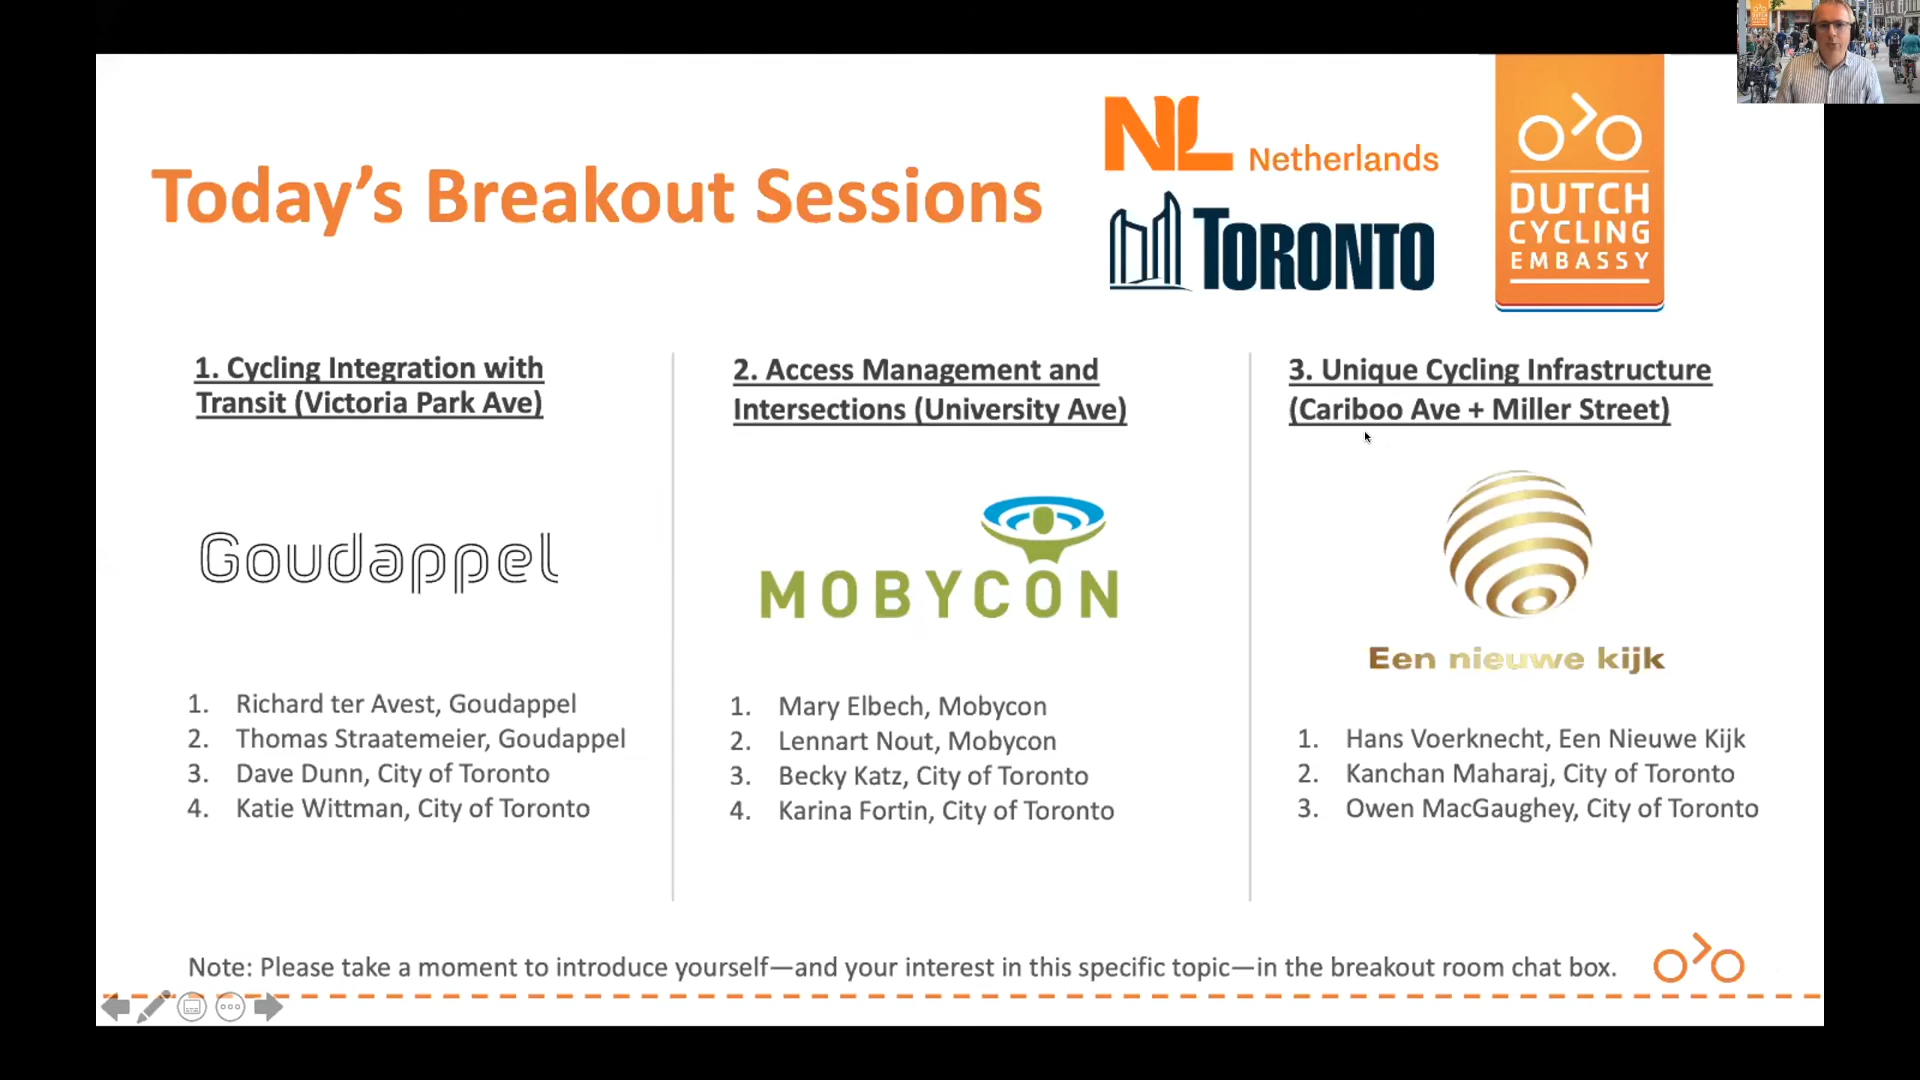 Today's Breakout Sessions
NL Netherlands
TORONTO
DUTCH
CYCLING
EMBASSY
1. Cycling Integration with
Transit (Victoria Park Ave)
Goudappel
1. Richard ter Avest, Goudappel
2. Thomas Straatemeier, Goudappel
3. Dave Dunn, City of Toronto
4. Katie Wittman, City of Toronto
2. Access Management and
Intersections (University Ave)
MOBYCON
1. Mary Elbech, Mobycon
2. Lennart Nout, Mobycon
3. Becky Katz, City of Toronto
4. Karina Fortin, City of Toronto
3. Unique Cycling Infrastructure
(Cariboo Ave + Miller Street)
Een nieuwe kijk
1. Hans Voerknecht, Een Nieuwe Kijk
2. Kanchan Maharaj, City of Toronto
3. Owen MacGaughey, City of Toronto
Note: Please take a moment to introduce yourself—and your interest in this specific topic—in the breakout room chat box.